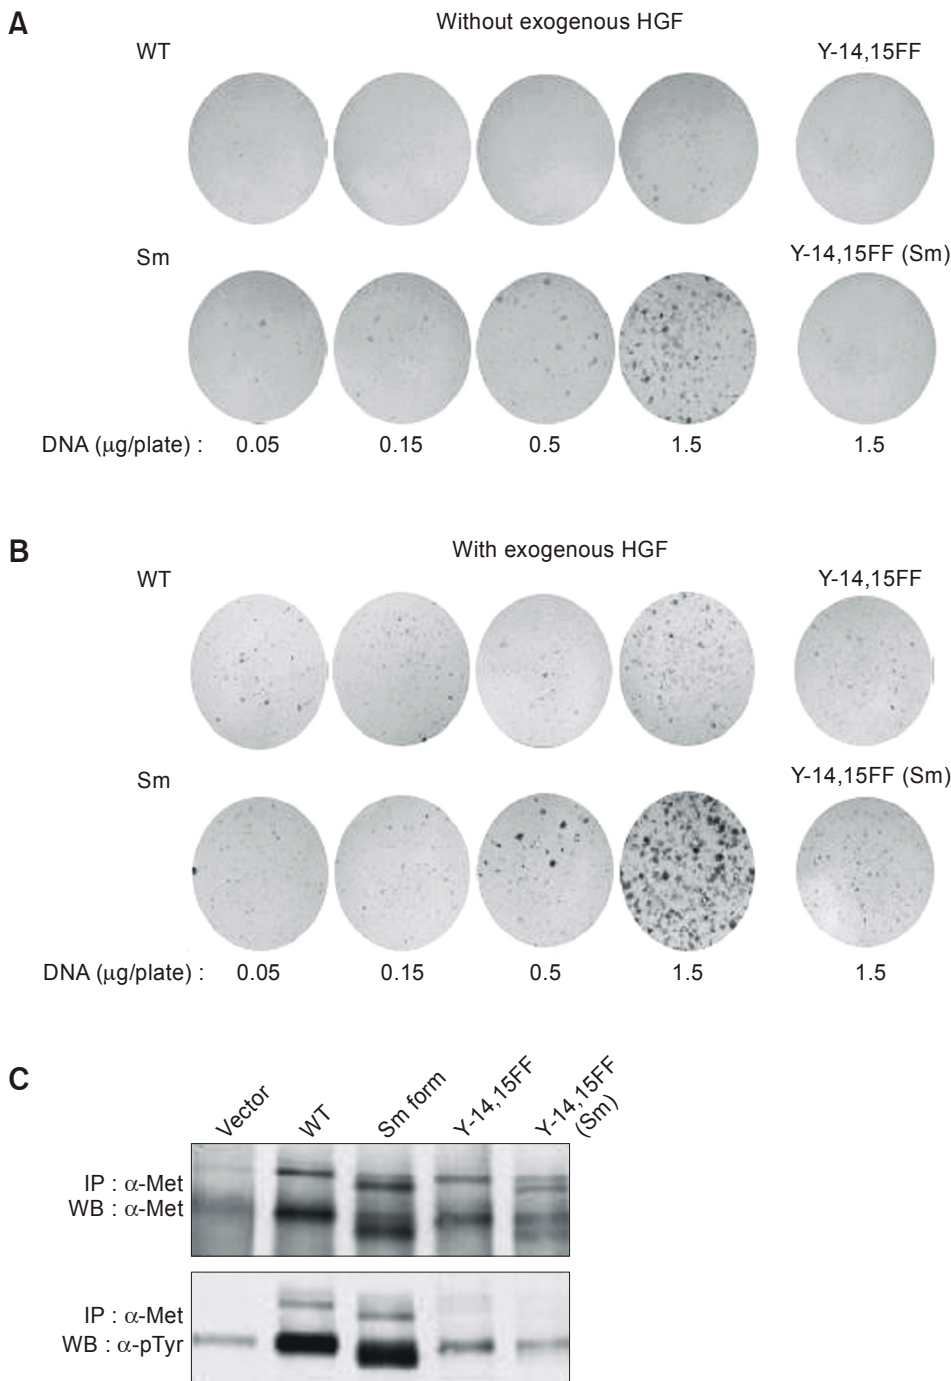 A
Without exogenous HGF
WT
Y-14,15FF
Sm
Y-14,15FF (Sm)
DNA (μg/plate) : 0.05 0.15 0.5 1.5 1.5
B
With exogenous HGF
WT
Y-14,15FF
Sm
Y-14,15FF (Sm)
DNA (μg/plate) : 0.05 0.15 0.5 1.5 1.5
C
Vector
WT
Sm form
Y-14,15FF
Y-14,15FF
(Sm)
IP : α-Met
WB : α-Met
IP : α-Met
WB : α-pTyr